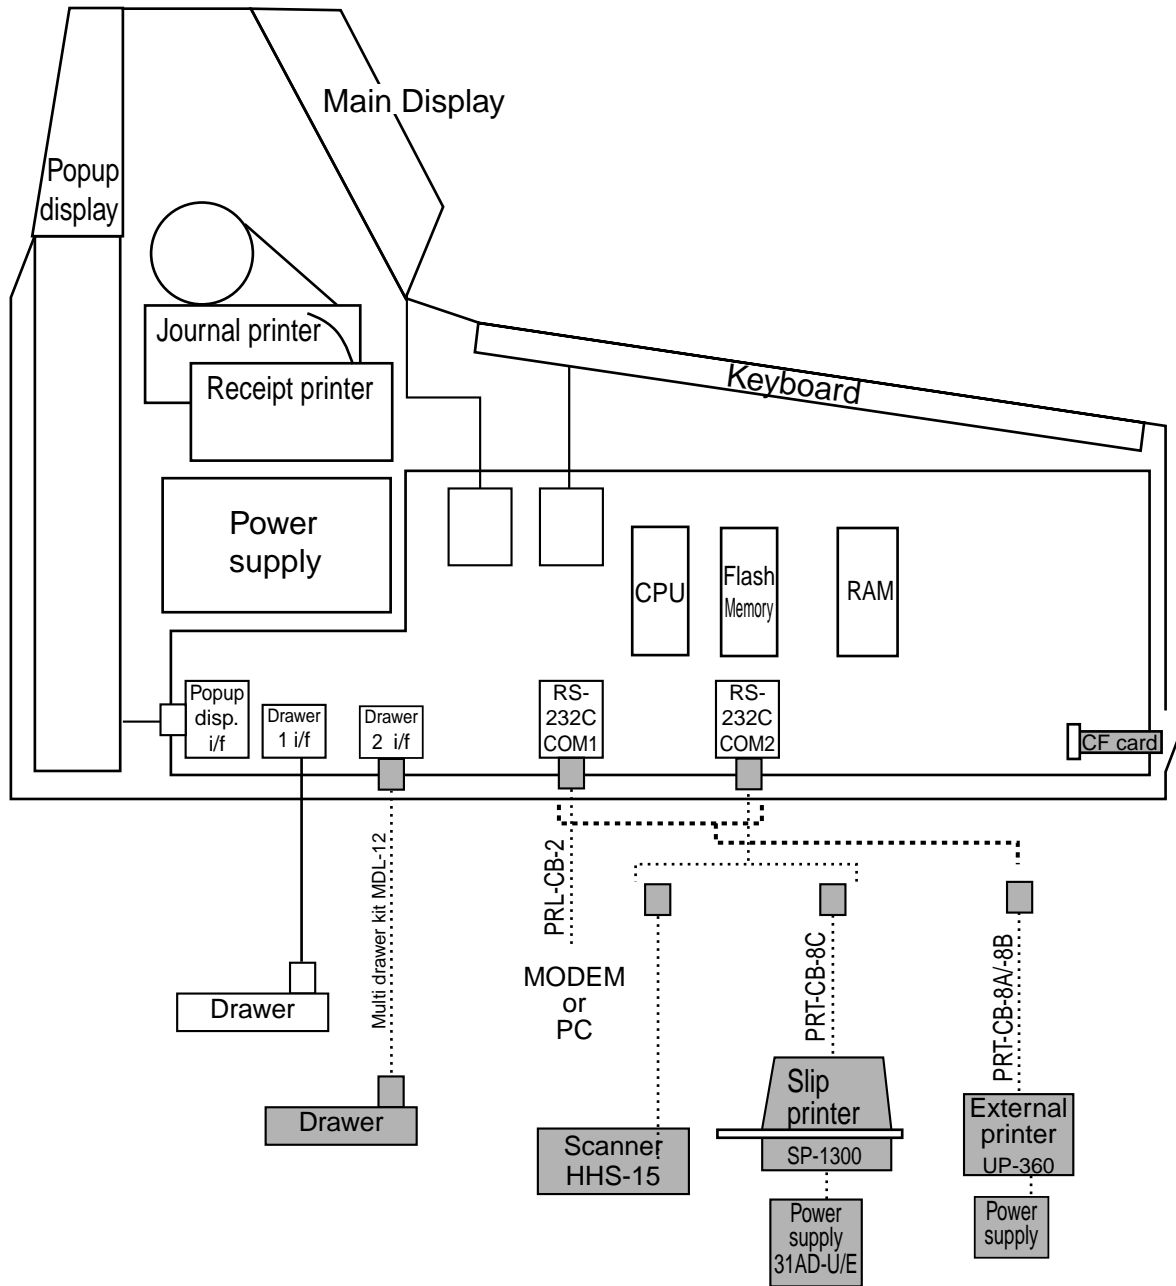 Main Display
Popup
display
Journal printer
Receipt printer
Keyboard
Power
supply
CPU
Flash
Memory
RAM
Popup
disp.
i/f
Drawer
1 i/f
Drawer
2 i/f
RS-
232C
COM1
RS-
232C
COM2
CF card
Multi drawer kit MDL-12
PRL-CB-2
MODEM
or
PC
PRT-CB-8C
PRT-CB-8A/-8B
Drawer
Drawer
Scanner
HHS-15
Slip
printer
SP-1300
Power
supply
31AD-U/E
External
printer
UP-360
Power
supply